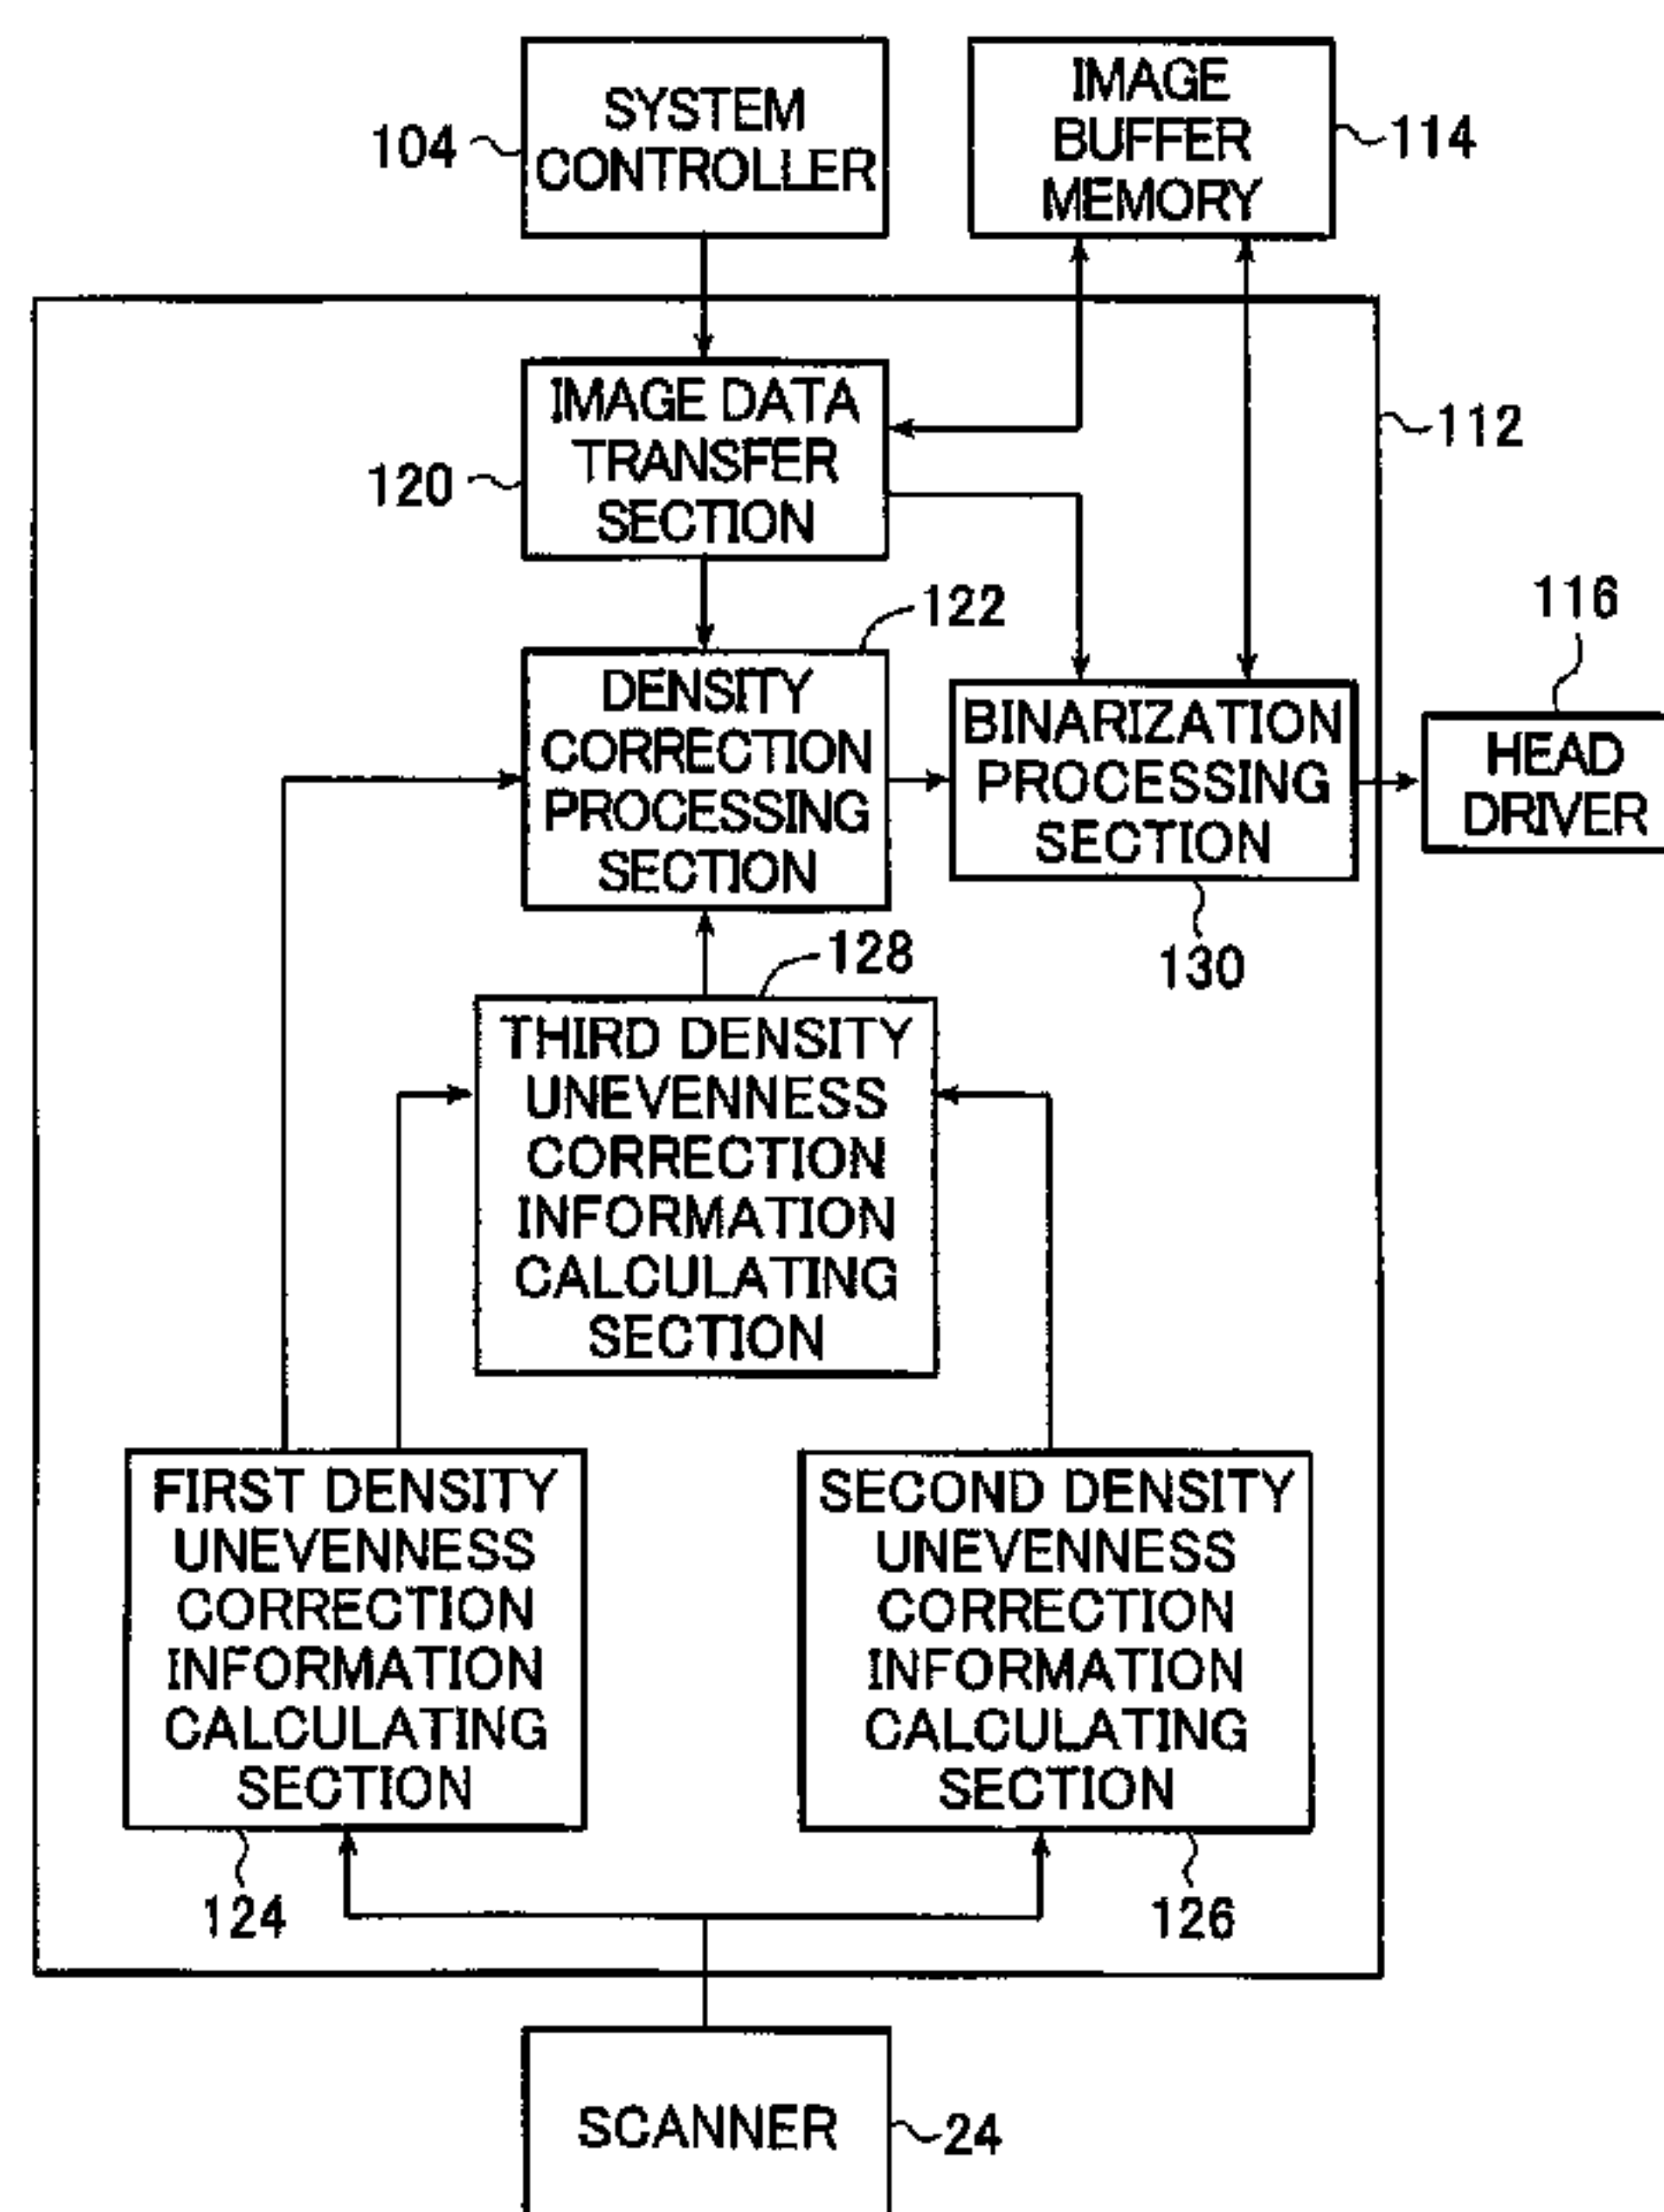 SYSTEM
CONTROLLER
104
IMAGE
BUFFER
MEMORY
114
IMAGE DATA
TRANSFER
SECTION
120
112
122
DENSITY
CORRECTION
PROCESSING
SECTION
BINARIZATION
PROCESSING
SECTION
130
116
HEAD
DRIVER
128
THIRD DENSITY
UNEVENNESS
CORRECTION
INFORMATION
CALCULATING
SECTION
FIRST DENSITY
UNEVENNESS
CORRECTION
INFORMATION
CALCULATING
SECTION
124
SECOND DENSITY
UNEVENNESS
CORRECTION
INFORMATION
CALCULATING
SECTION
126
SCANNER
24